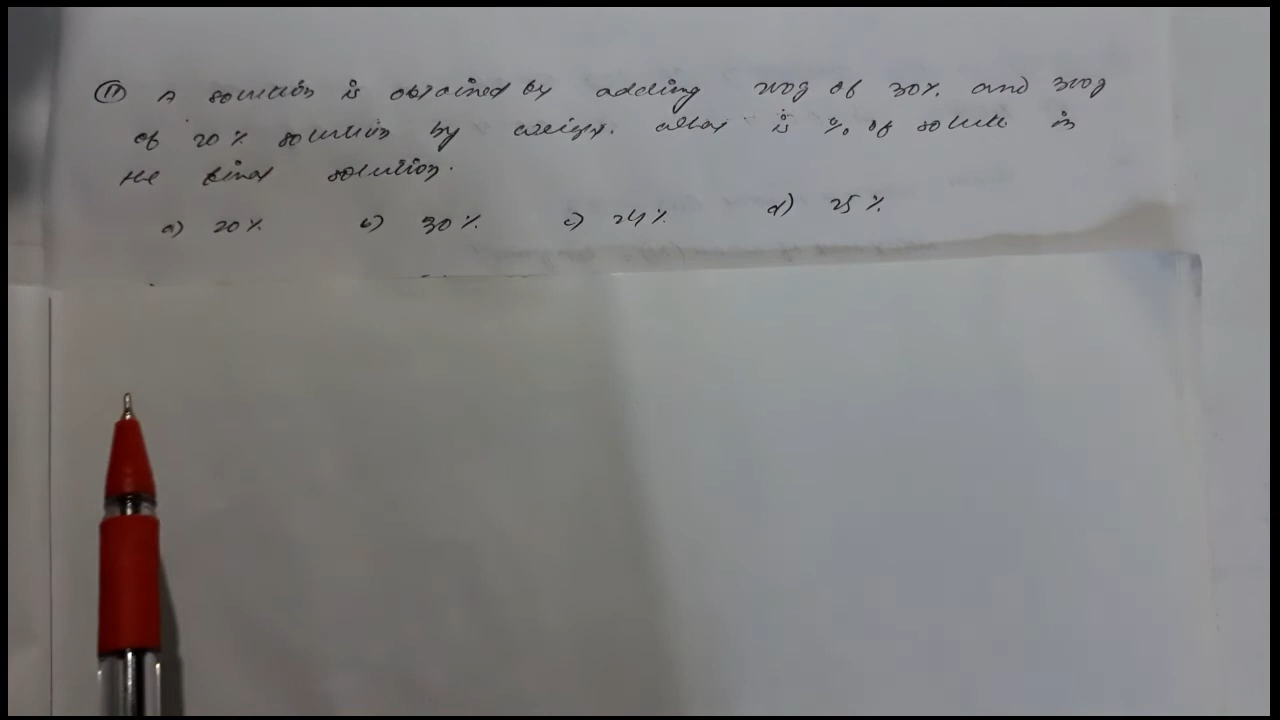 (11) A solution is obtained by adding 200g of 30% and 300g
of 20% solution by weight. What is % of solute in
the final solution.
a) 20% b) 30% c) 24% d) 25%